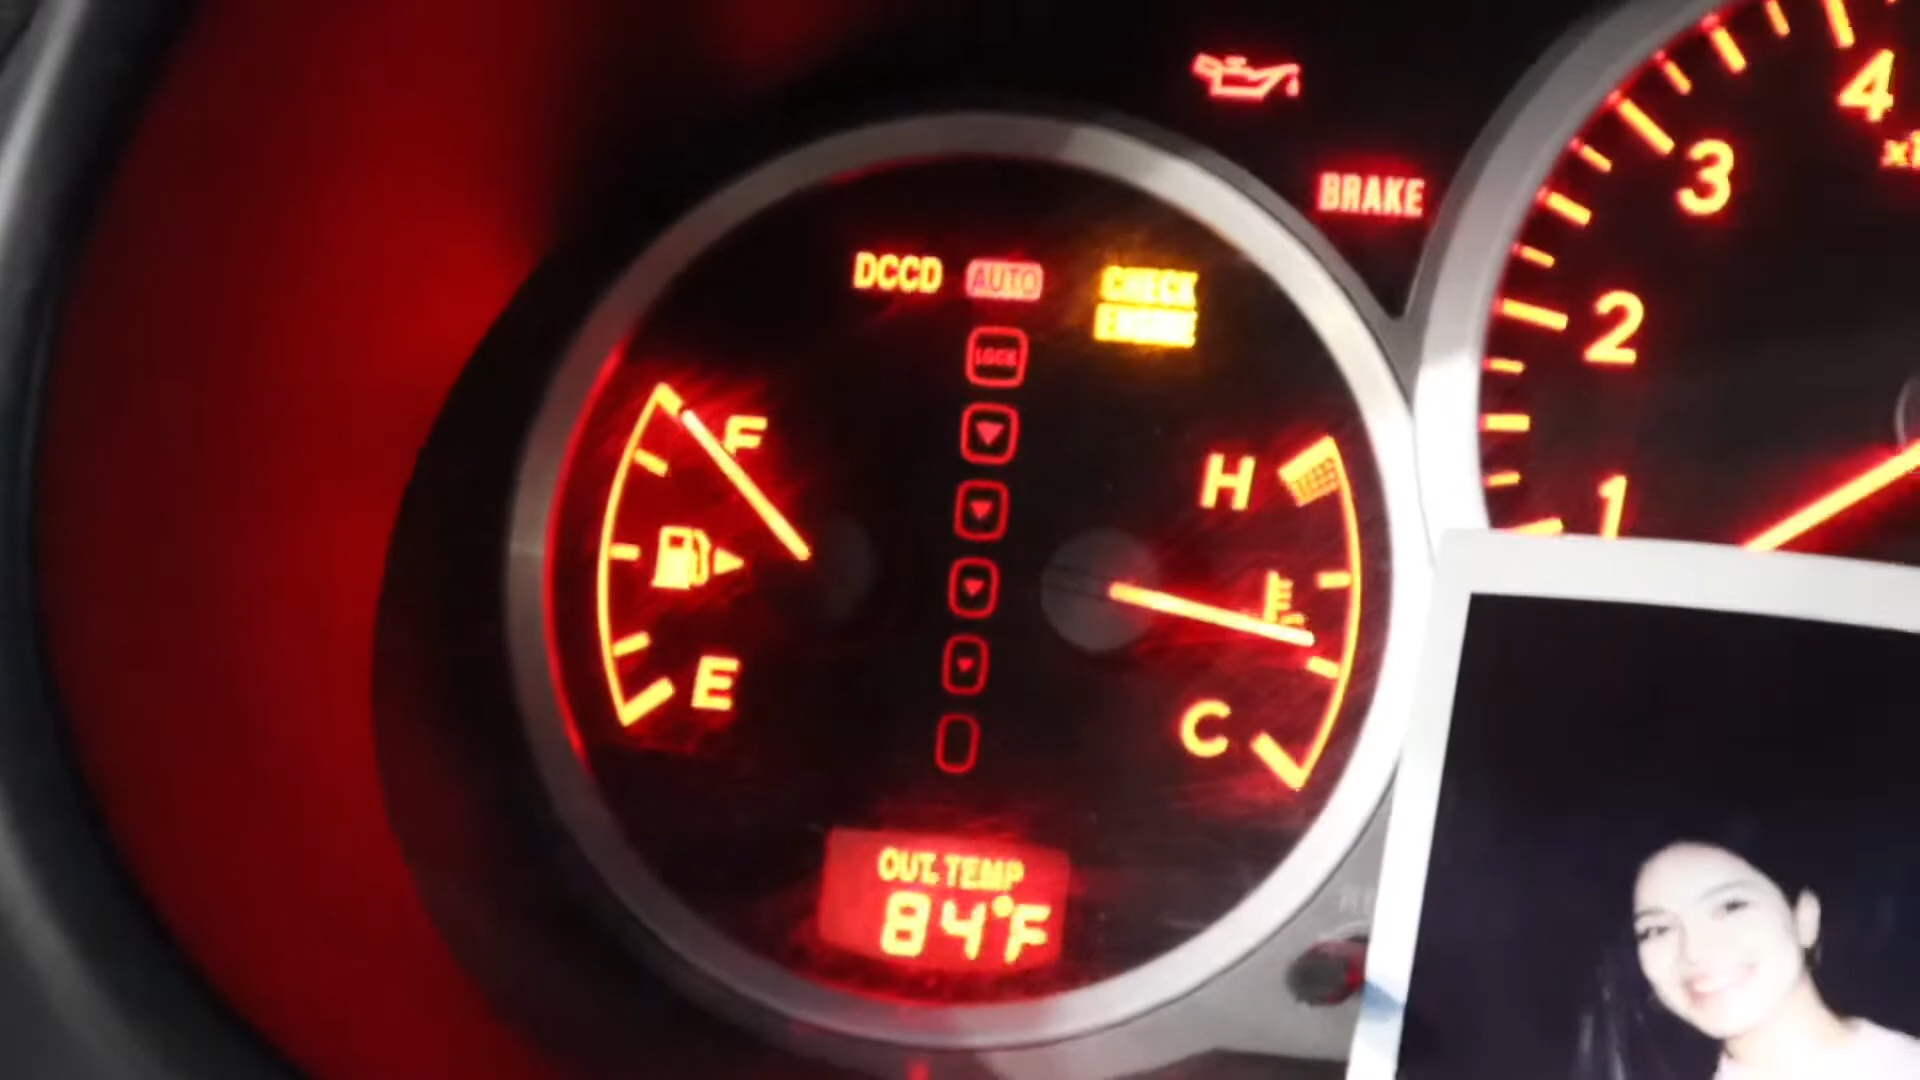 4
3
BRAKE
DCCD AUTO CHECK
ENGINE
LOCK
2
F
H
1
E
C
OUT. TEMP
84°F